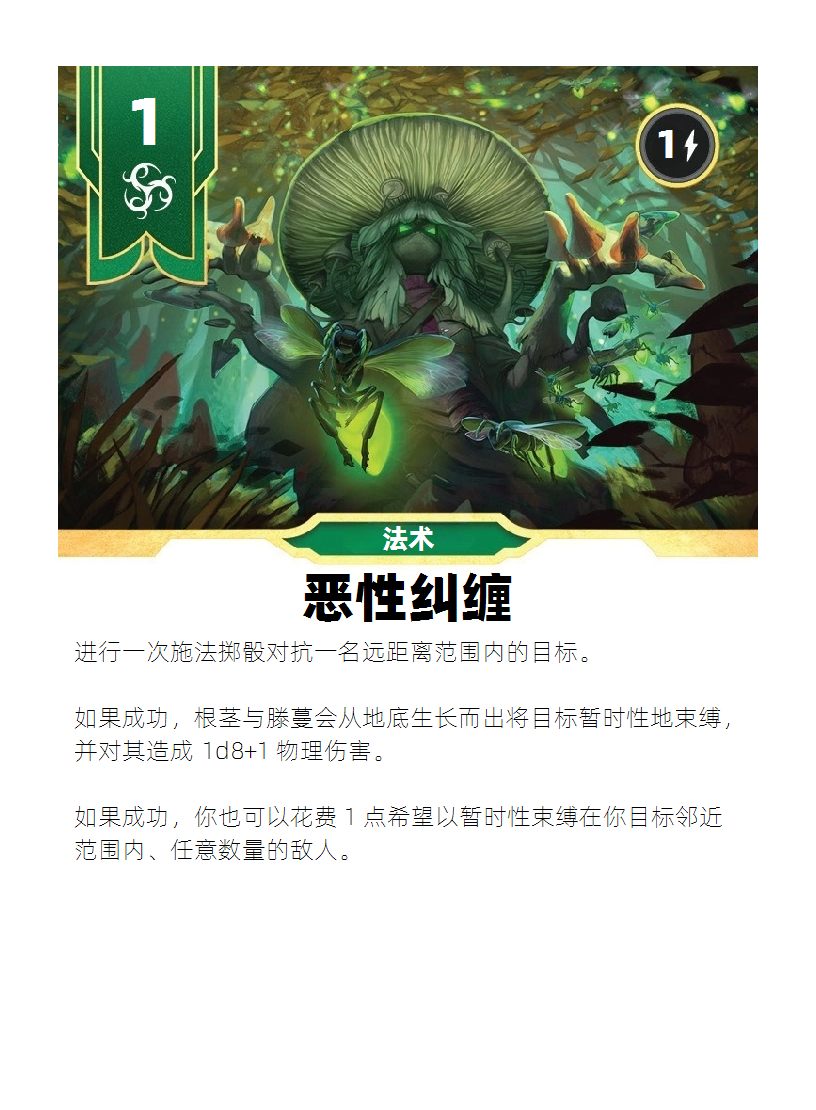 1
1
法术
恶性纠缠
进行一次施法掷骰对抗一名远距离范围内的目标。
如果成功，根茎与滕蔓会从地底生长而出将目标暂时性地束缚，
并对其造成 1d8+1 物理伤害。
如果成功，你也可以花费 1 点希望以暂时性束缚在你目标邻近
范围内、任意数量的敌人。